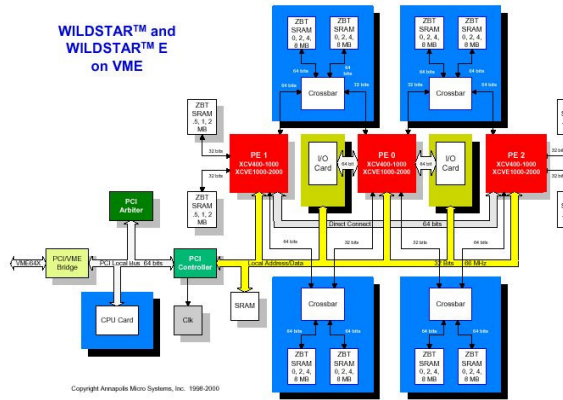 WILDSTAR™ and
WILDSTAR™ E
on VME
ZBT
SRAM
0, 2, 4,
8 MB
ZBT
SRAM
0, 2, 4,
8 MB
64 bits
64 bits
Crossbar
64 bits
32 bits
ZBT
SRAM
0, 2, 4,
8 MB
ZBT
SRAM
0, 2, 4,
8 MB
64 bits
64 bits
Crossbar
32 bits
64 bits
ZBT
SRAM
.5, 1, 2
MB
32 bits
32 bits
ZBT
SRAM
.5, 1, 2
MB
PE 1
XCV400-1000
XCVE1000-2000
I/O
Card
64 bit
PE 0
XCV400-1000
XCVE1000-2000
64 bit
I/O
Card
PE 2
XCV400-1000
XCVE1000-2000
32 bits
32 bits
PCI
Arbiter
Direct Connect 64 bits
64 bits
32 bits
32 bits
64 bits
VME64X
PCI/VME
Bridge
PCI Local Bus 64 bits
PCI
Controller
Local Address/Data 32 Bits 66 MHz
CPU Card
Clk
SRAM
Crossbar
64 bits
64 bits
ZBT
SRAM
0, 2, 4,
8 MB
ZBT
SRAM
0, 2, 4,
8 MB
Crossbar
64 bits
64 bits
ZBT
SRAM
0, 2, 4,
8 MB
ZBT
SRAM
0, 2, 4,
8 MB
Copyright Annapolis Micro Systems, Inc. 1998-2000